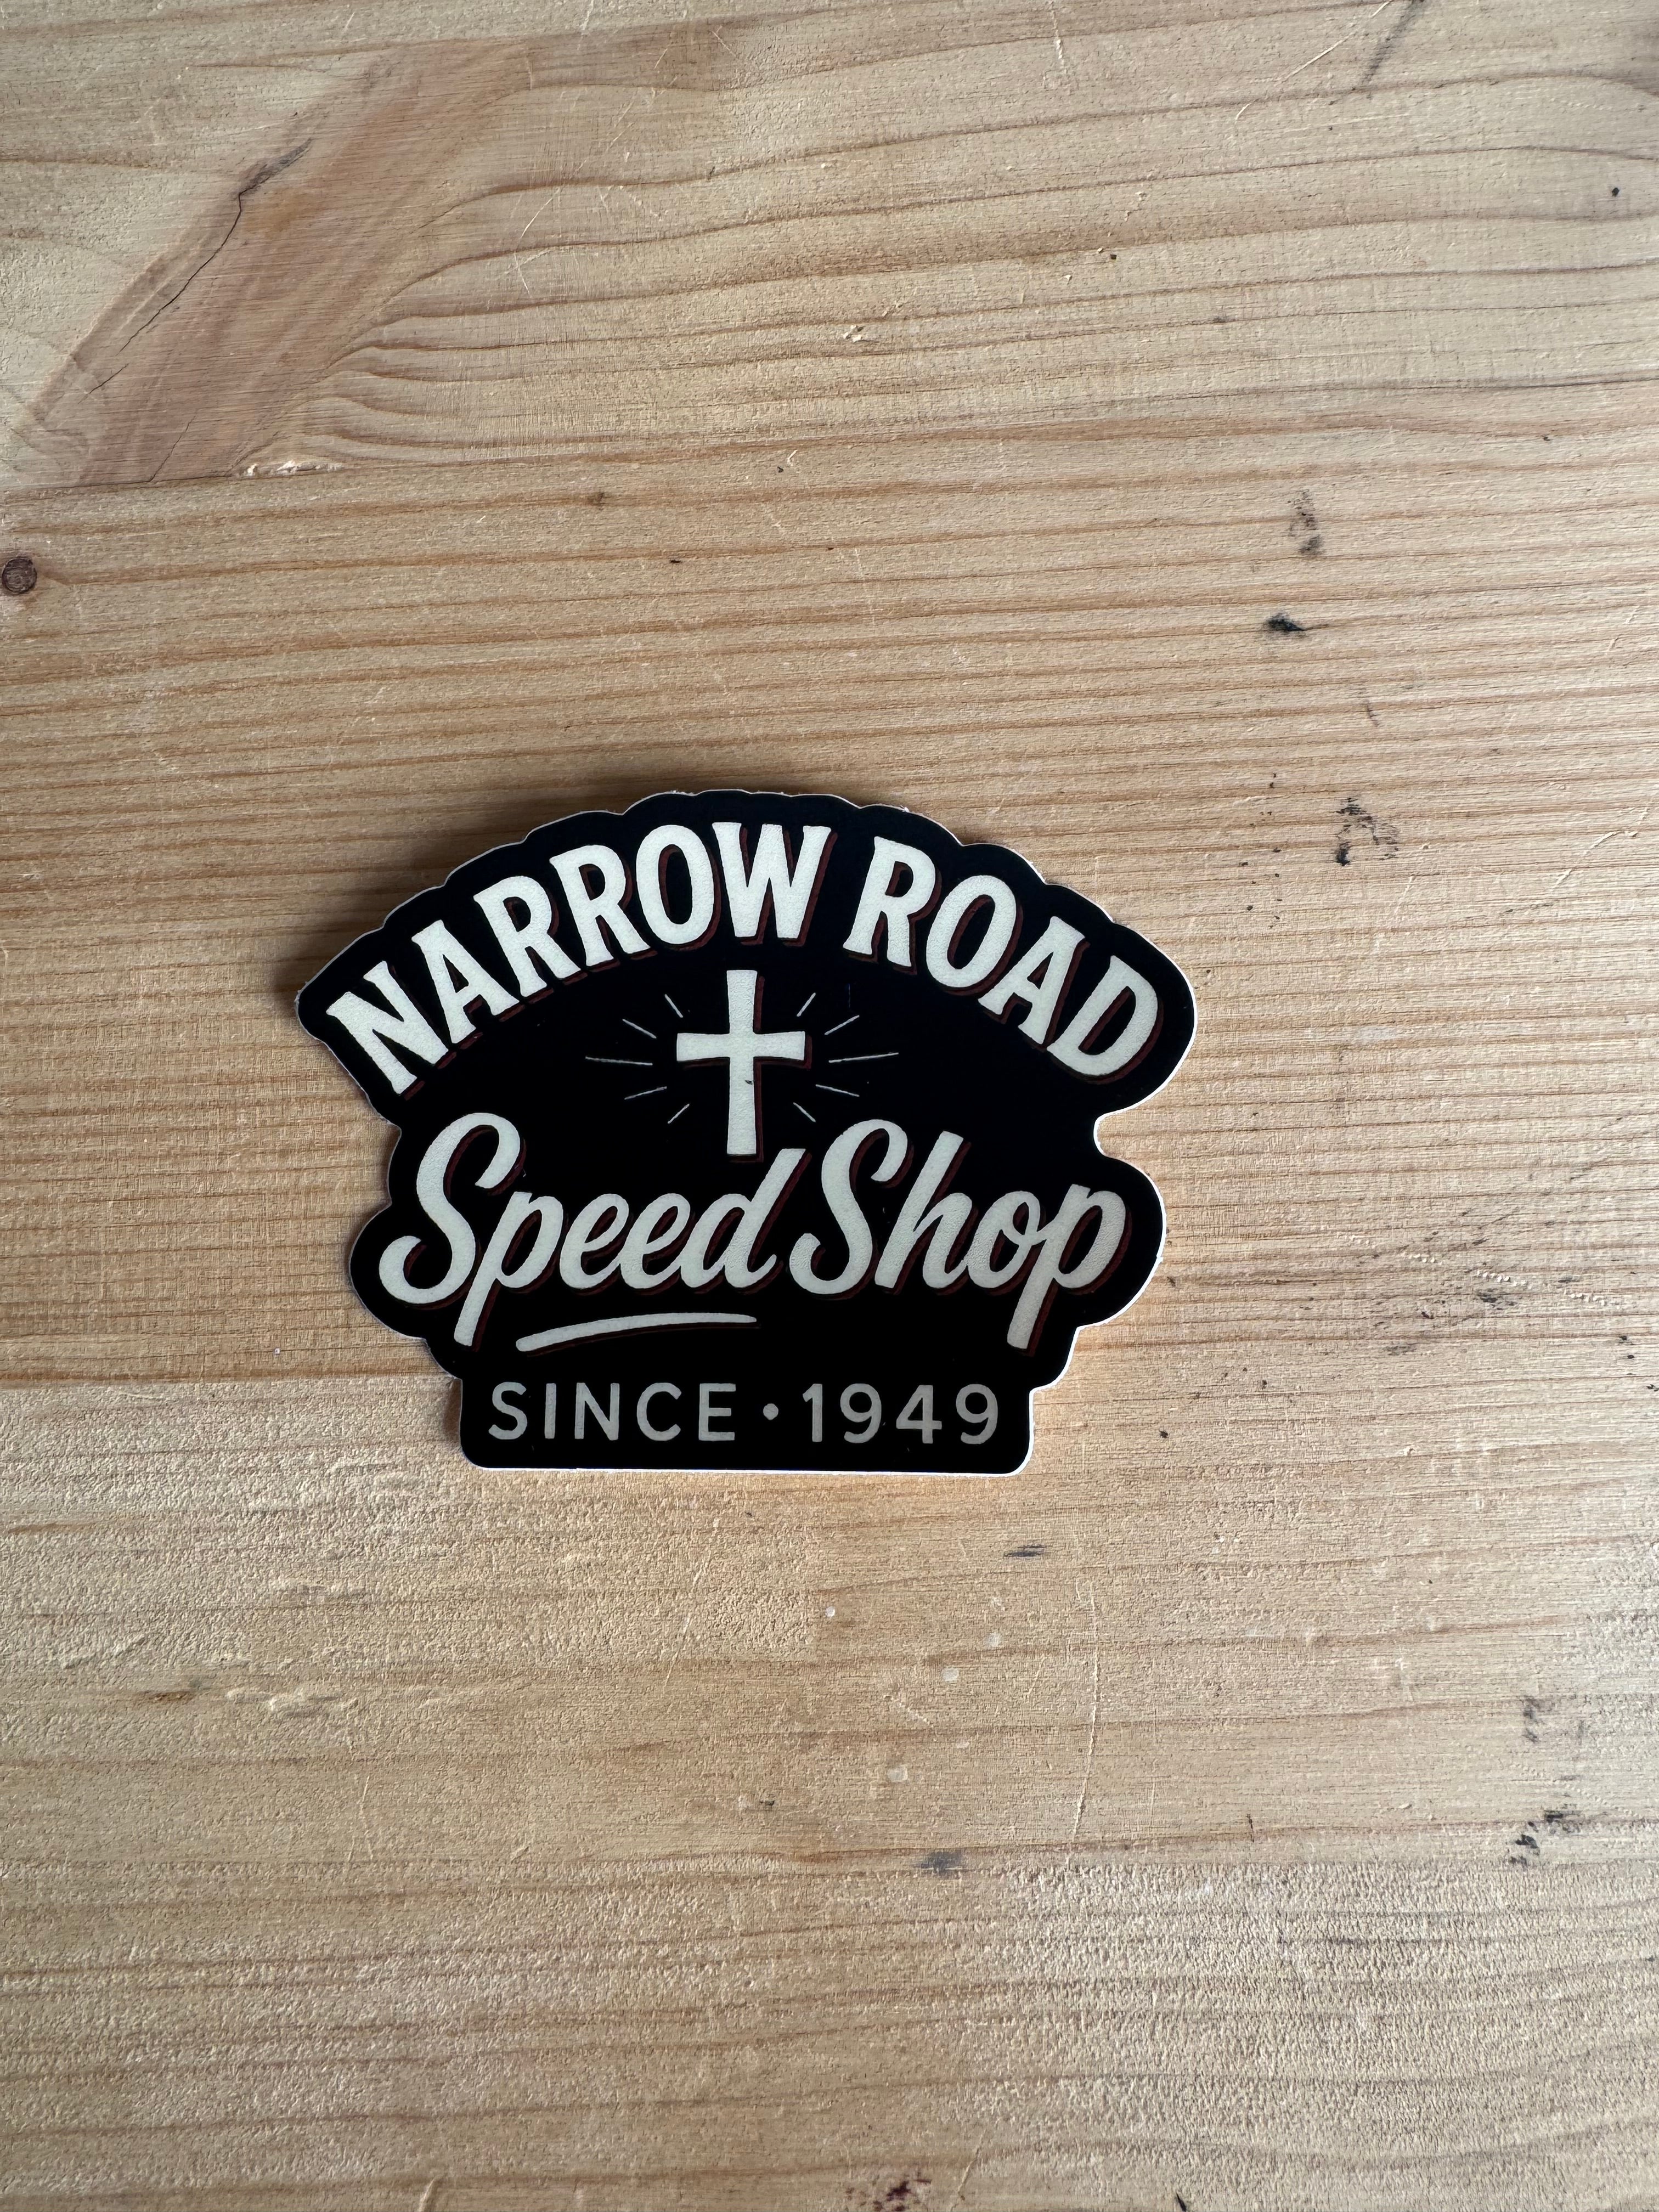 NARROW ROAD
Speed Shop
SINCE • 1949